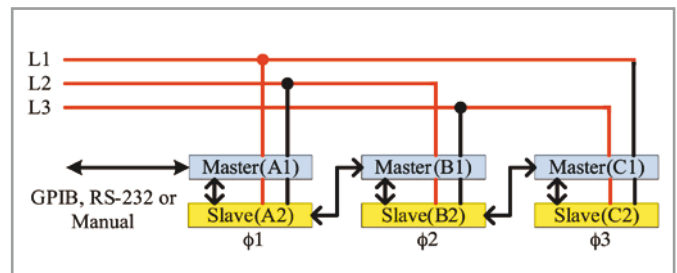 L1
L2
L3
Master(A1) Master(B1) Master(C1)
GPIB, RS-232 or
Manual
Slave(A2) Slave(B2) Slave(C2)
ϕ1 ϕ2 ϕ3